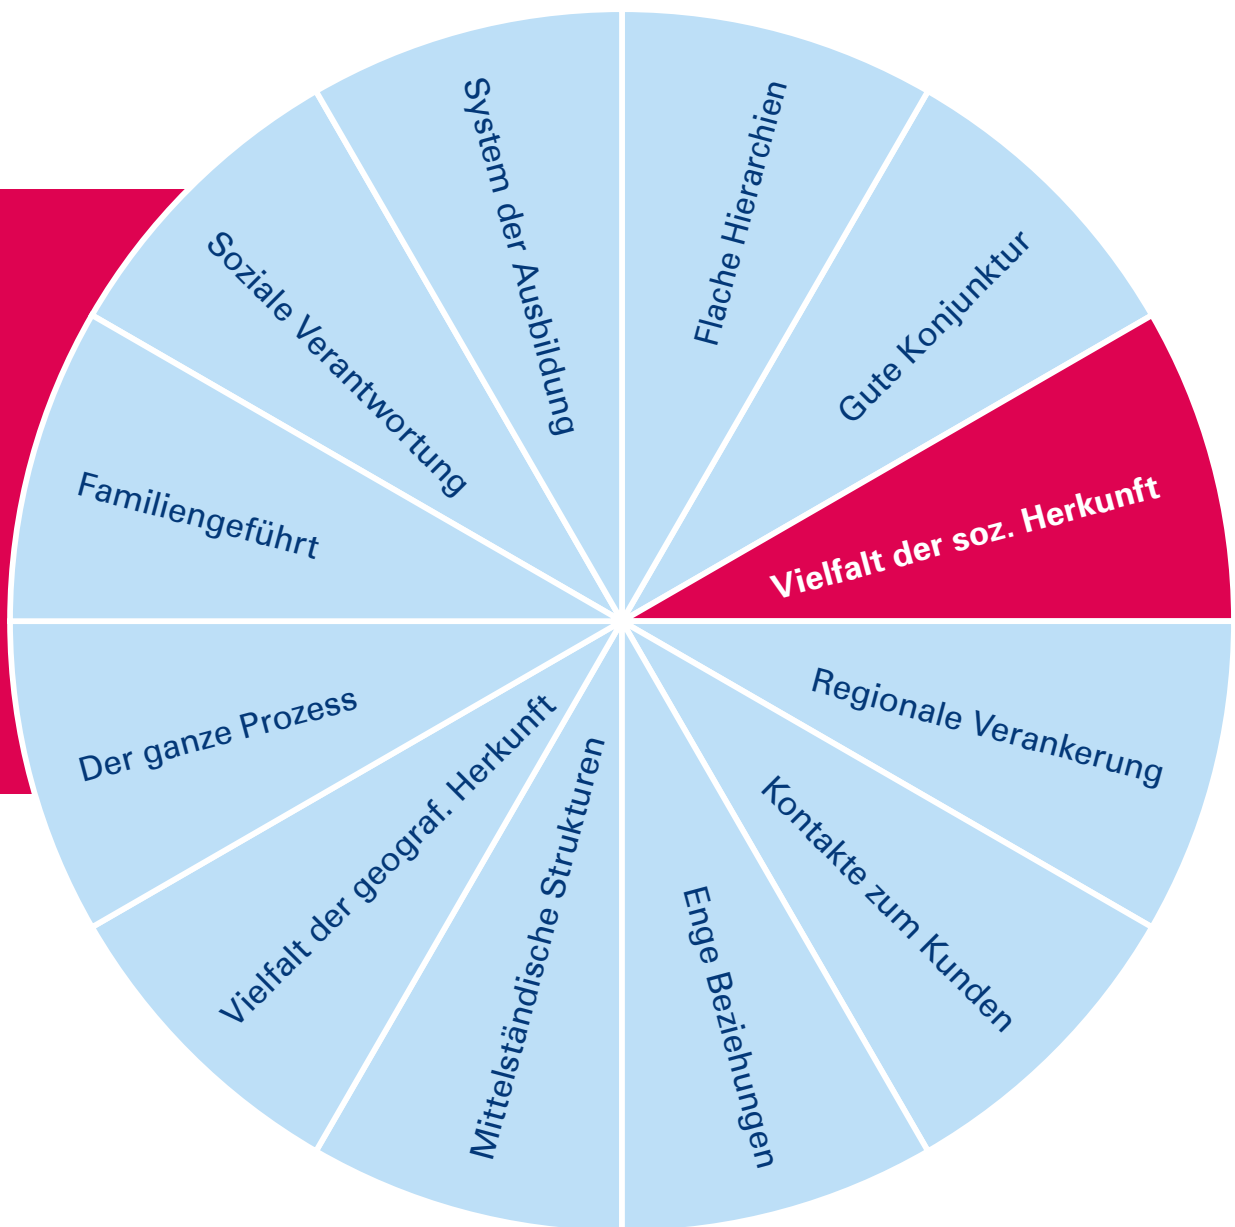 Flache Hierarchien
Gute Konjunktur
Vielfalt der soz. Herkunft
Regionale Verankerung
Kontakte zum Kunden
Enge Beziehungen
Mittelständische Strukturen
Vielfalt der geograf. Herkunft
Der ganze Prozess
Familiengeführt
Soziale Verantwortung
System der Ausbildung